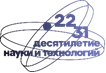 22
31
десятилетие
науки и технологий